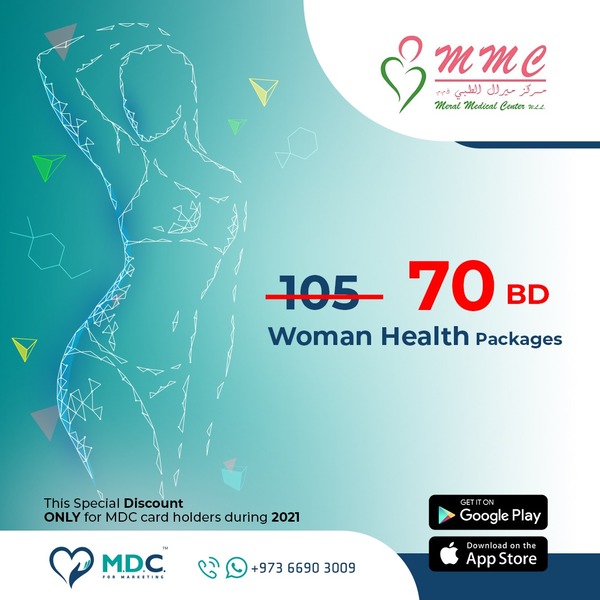 MMC
مركز ميرال الطبي ذ.م.م
Meral Medical Center W.L.L.
105 70 BD
Woman Health Packages
This Special Discount
ONLY for MDC card holders during 2021
M.D.C.™
FOR MARKETING
+973 6690 3009
GET IT ON
Google Play
Download on the
App Store